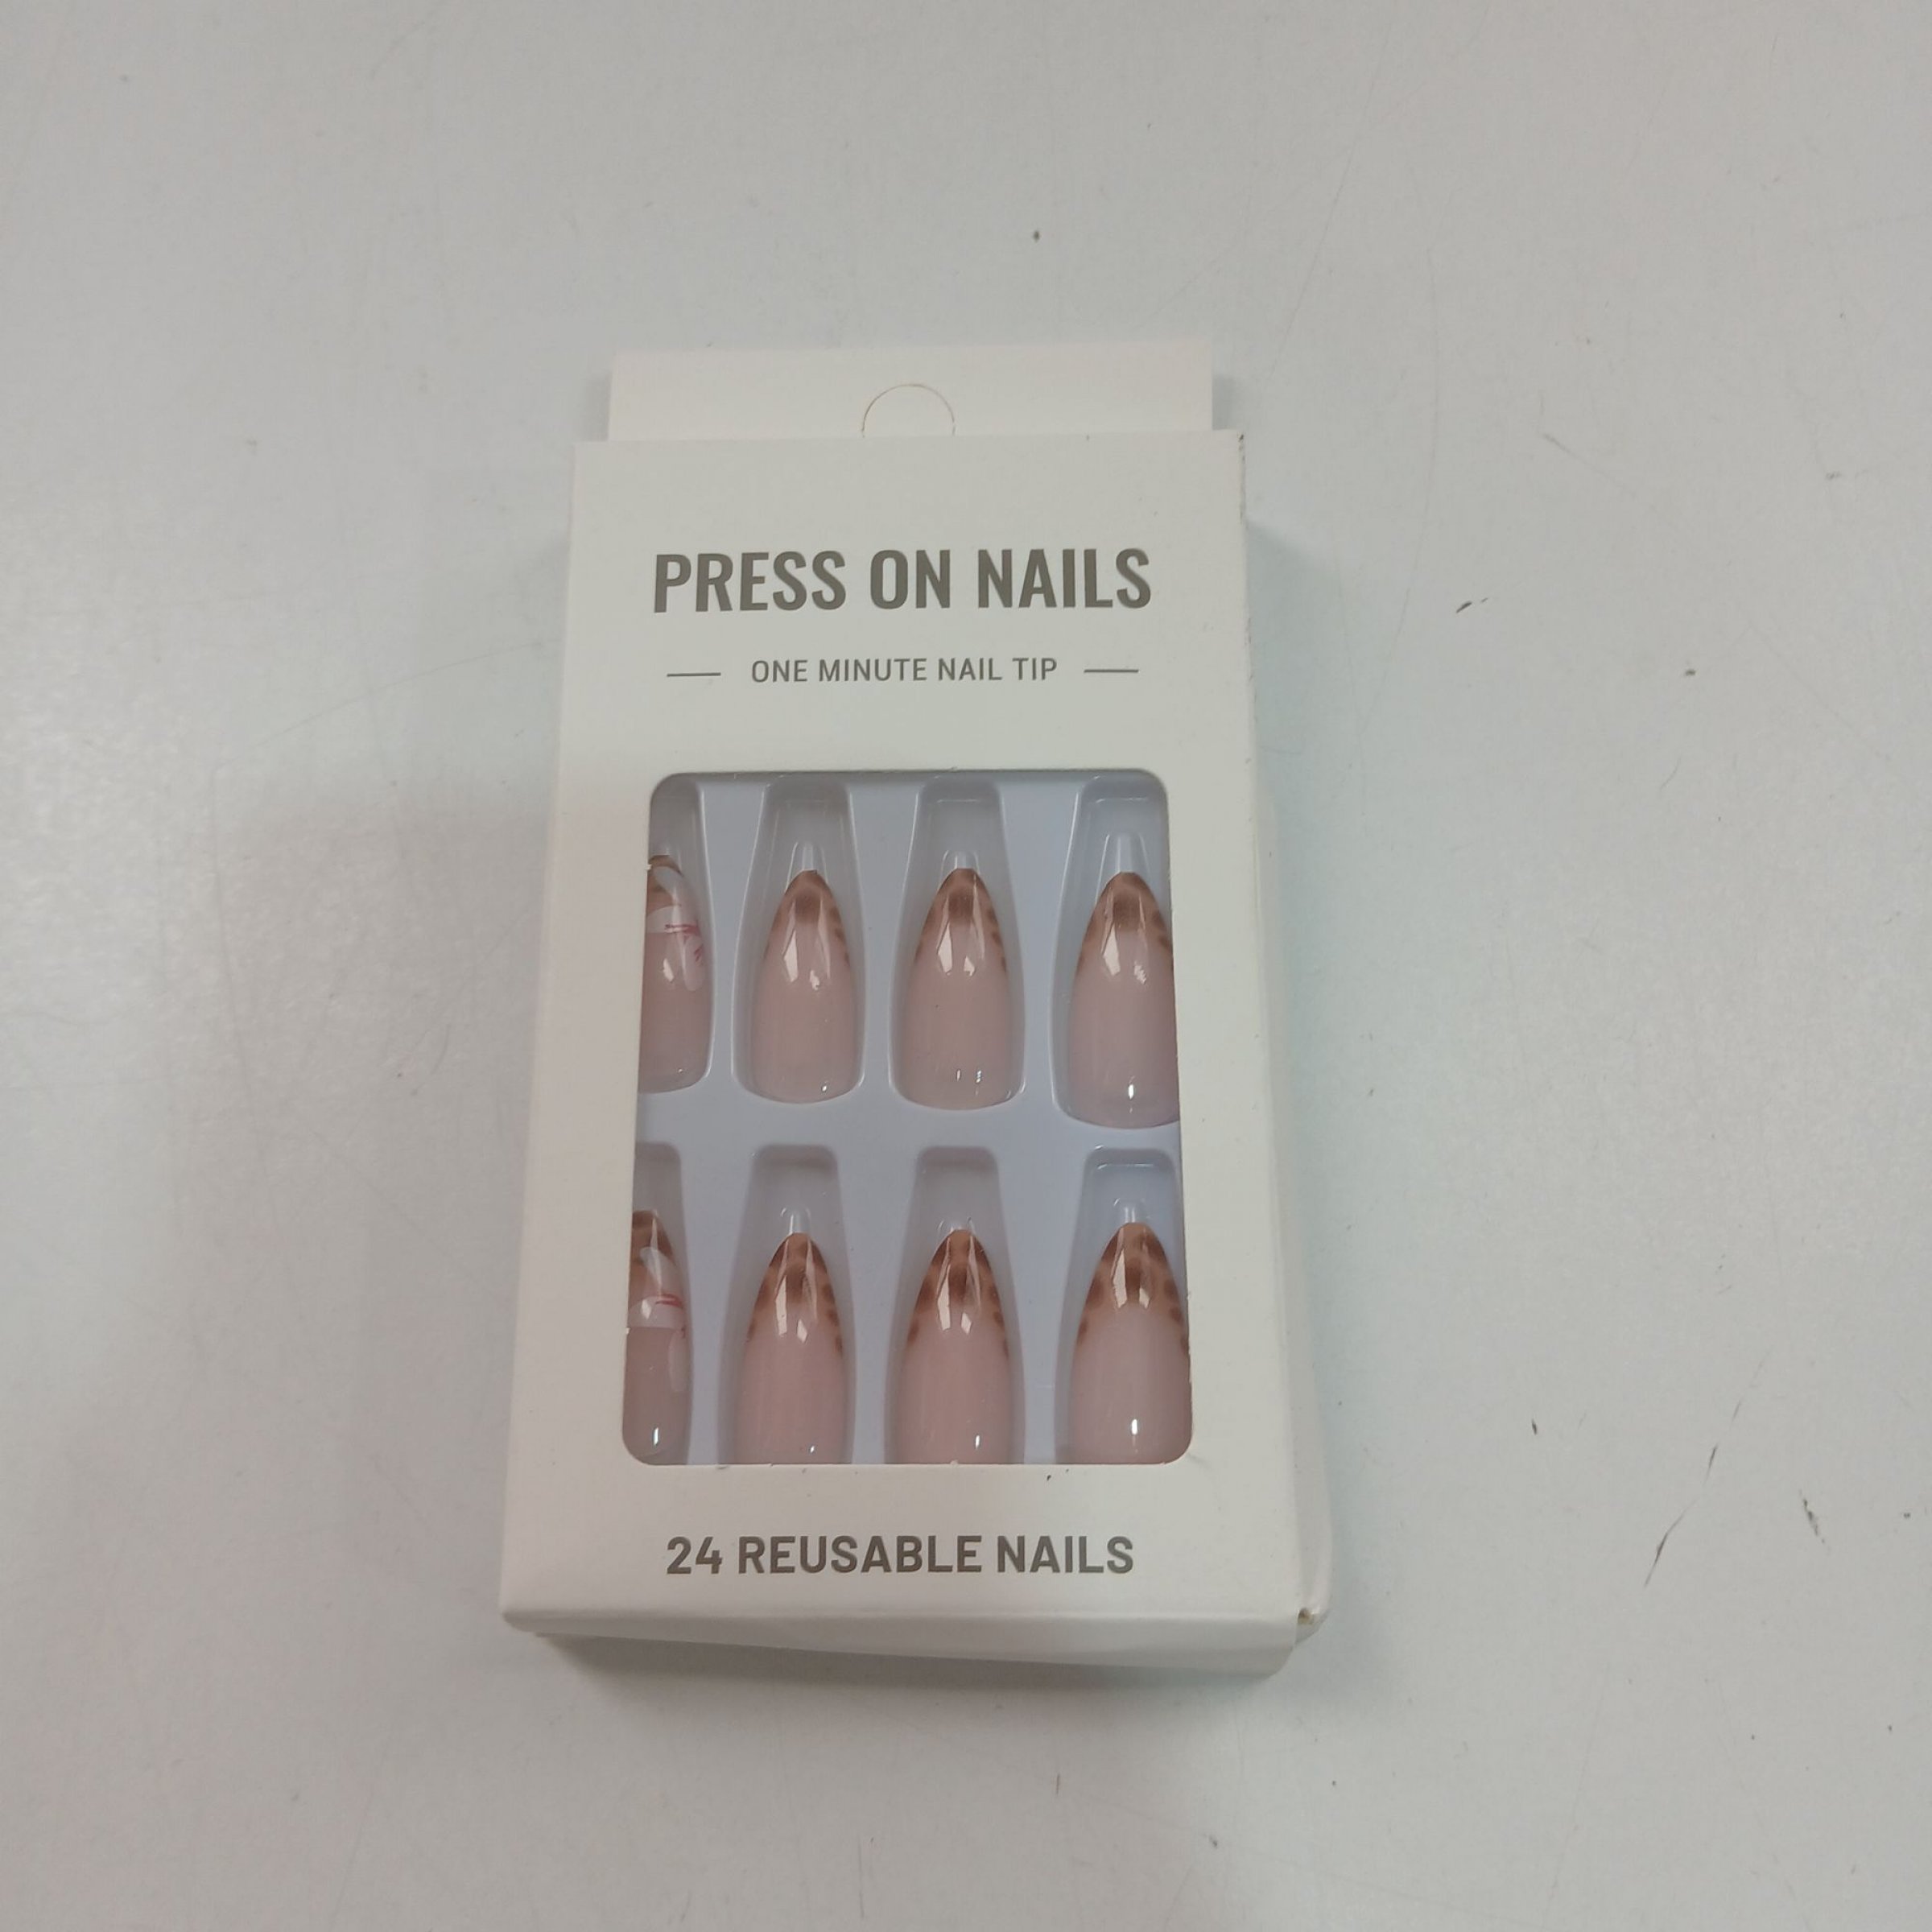 PRESS ON NAILS
ONE MINUTE NAIL TIP
24 REUSABLE NAILS